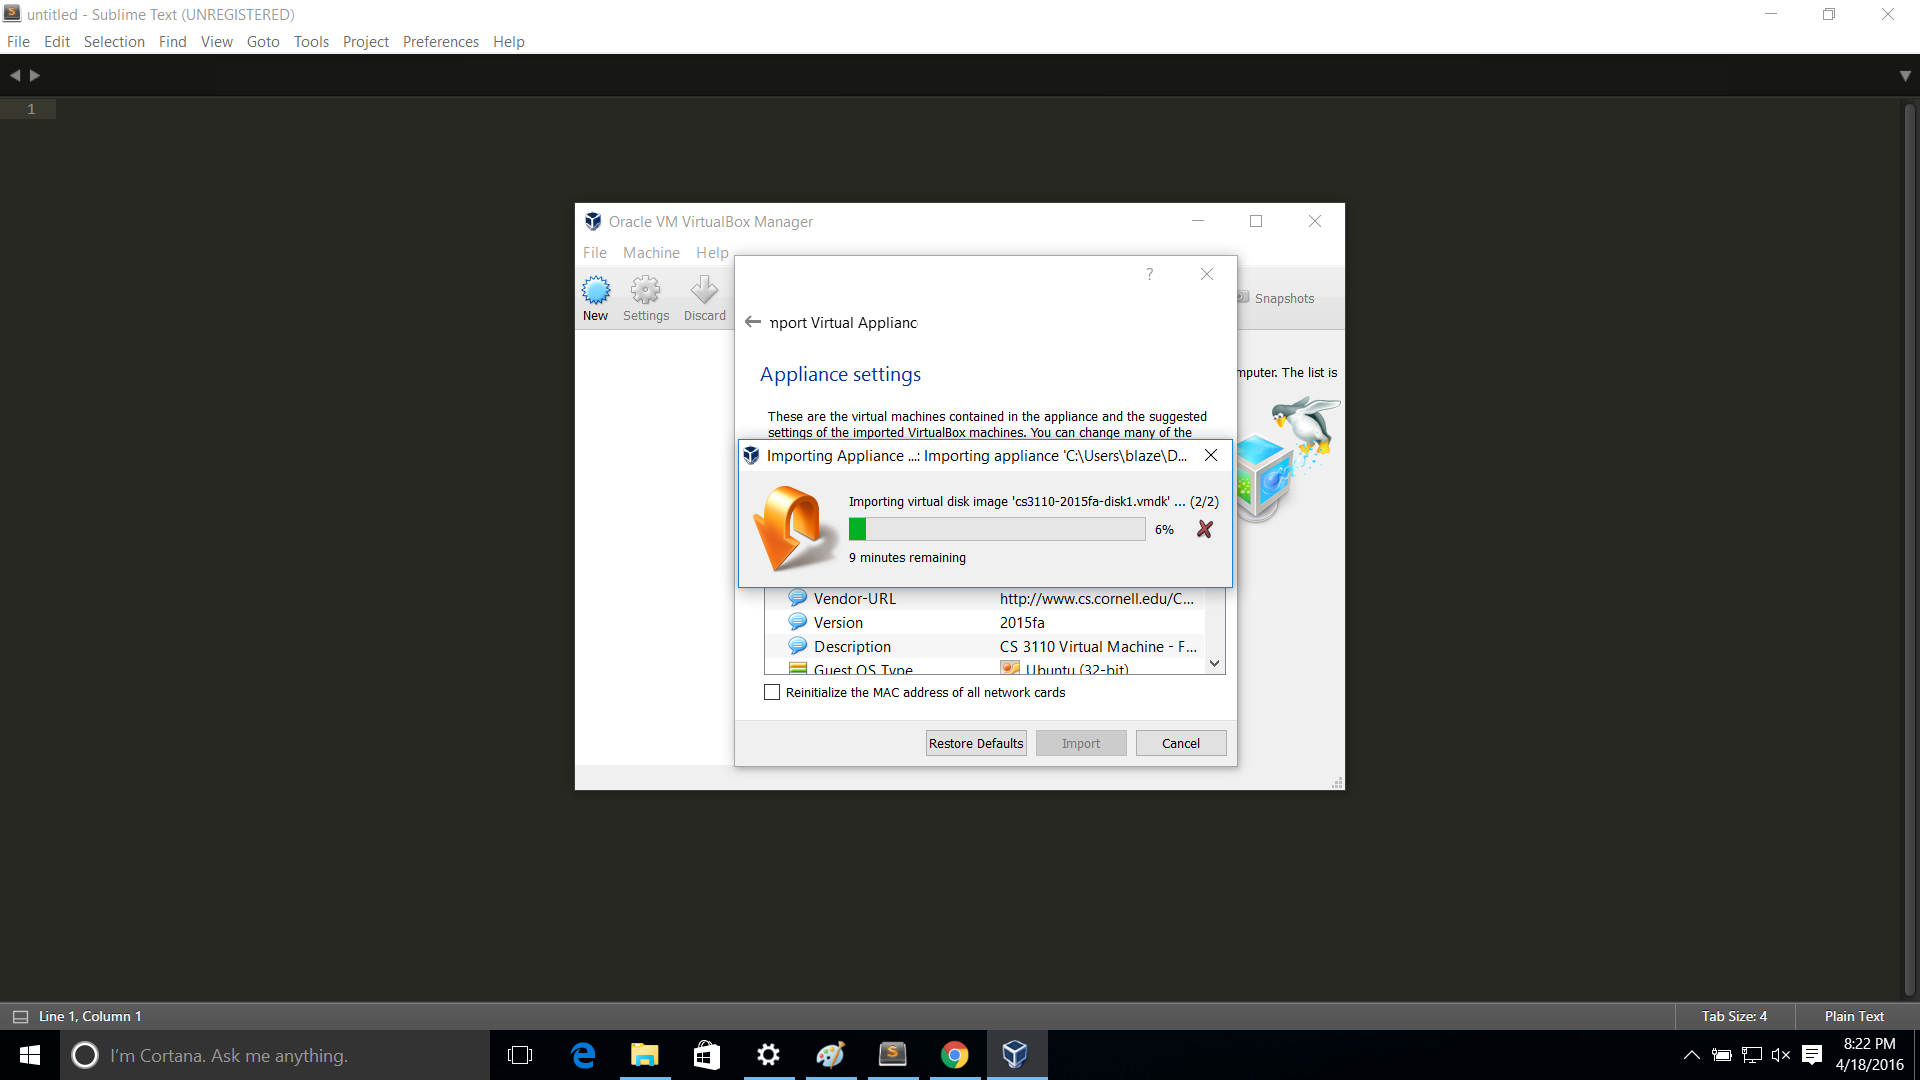 untitled - Sublime Text (UNREGISTERED)
File Edit Selection Find View Goto Tools Project Preferences Help
1
Oracle VM VirtualBox Manager
File Machine Help
New Settings Discard
Snapshots
?
mport Virtual Applianc
Appliance settings
mputer. The list is
These are the virtual machines contained in the appliance and the suggested
settings of the imported VirtualBox machines. You can change many of the
Importing Appliance ...: Importing appliance 'C:\Users\blaze\D...
Importing virtual disk image 'cs3110-2015fa-disk1.vmdk' ... (2/2)
6%
9 minutes remaining
Vendor-URL http://www.cs.cornell.edu/C...
Version 2015fa
Description CS 3110 Virtual Machine - F...
Guest OS Type Ubuntu (32-bit)
Reinitialize the MAC address of all network cards
Restore Defaults Import Cancel
Line 1, Column 1 Tab Size: 4 Plain Text
I'm Cortana. Ask me anything.
8:22 PM
4/18/2016